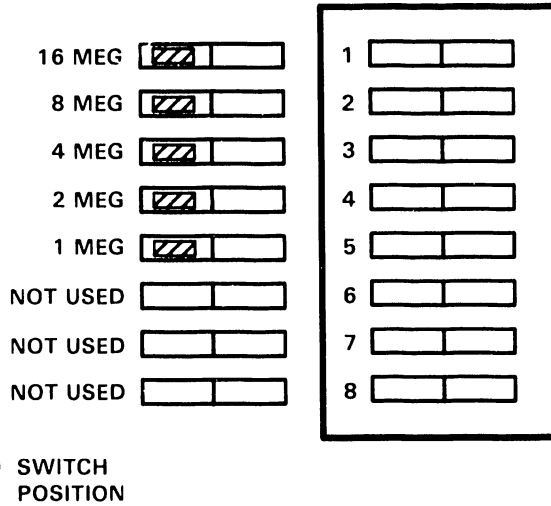 16 MEG 1
8 MEG 2
4 MEG 3
2 MEG 4
1 MEG 5
NOT USED 6
NOT USED 7
NOT USED 8
SWITCH
POSITION